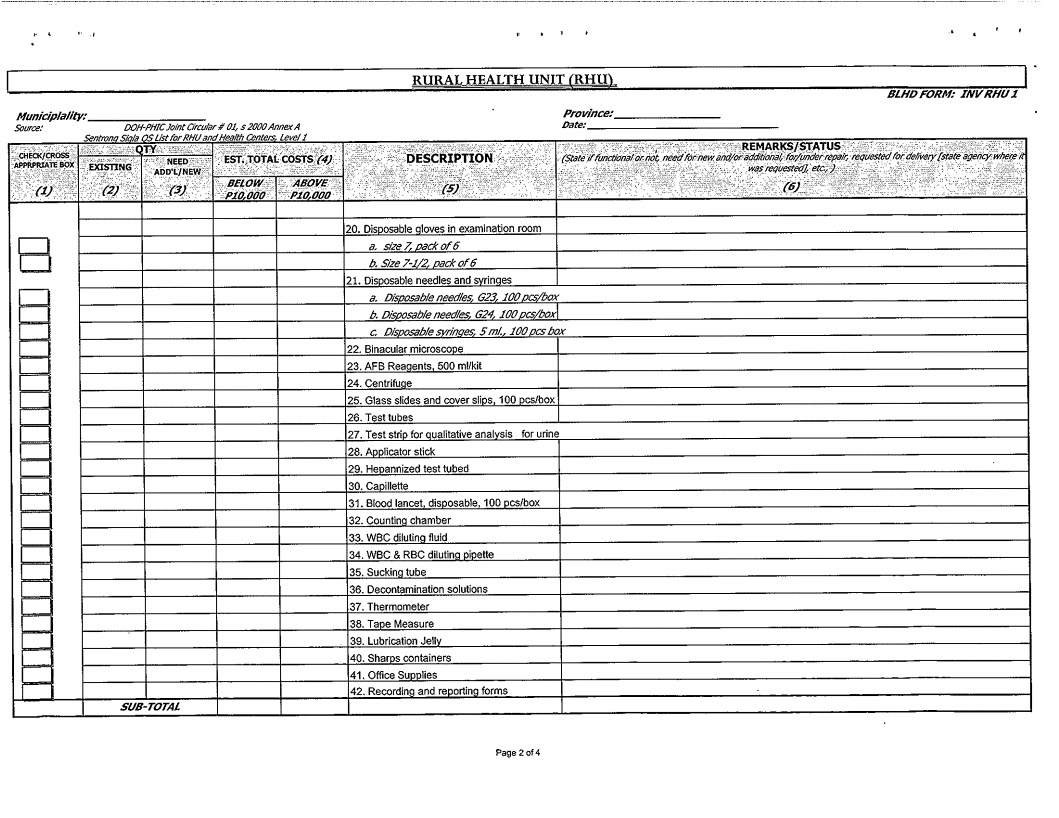 RURAL HEALTH UNIT (RHU)
BLHD FORM: INV RHU 1
Municiplality:
Province:
Source: DOH-PHIC Joint Circular # 01, s 2000 Annex A
Date:
Sentrong Sigla QS List for RHU and Health Centers, Level 1
CHECK/CROSS
APPRPRIATE BOX
(1)
QTY
EXISTING
(2)
NEED
ADD'L/NEW
(3)
EST. TOTAL COSTS (4)
BELOW
P10,000
ABOVE
P10,000
DESCRIPTION
(5)
REMARKS/STATUS
(State if functional or not, need for new and/or additional, for/under repair, requested for delivery [state agency where it
was requested], etc., )
(6)
20. Disposable gloves in examination room
a. size 7, pack of 6
b. Size 7-1/2, pack of 6
21. Disposable needles and syringes
a. Disposable needles, G23, 100 pcs/box
b. Disposable needles, G24, 100 pcs/box
c. Disposable syringes, 5 ml., 100 pcs box
22. Binacular microscope
23. AFB Reagents, 500 ml/kit
24. Centrifuge
25. Glass slides and cover slips, 100 pcs/box
26. Test tubes
27. Test strip for qualitative analysis for urine
28. Applicator stick
29. Hepannized test tubed
30. Capillette
31. Blood lancet, disposable, 100 pcs/box
32. Counting chamber
33. WBC diluting fluid
34. WBC & RBC diluting pipette
35. Sucking tube
36. Decontamination solutions
37. Thermometer
38. Tape Measure
39. Lubrication Jelly
40. Sharps containers
41. Office Supplies
42. Recording and reporting forms
SUB-TOTAL
Page 2 of 4